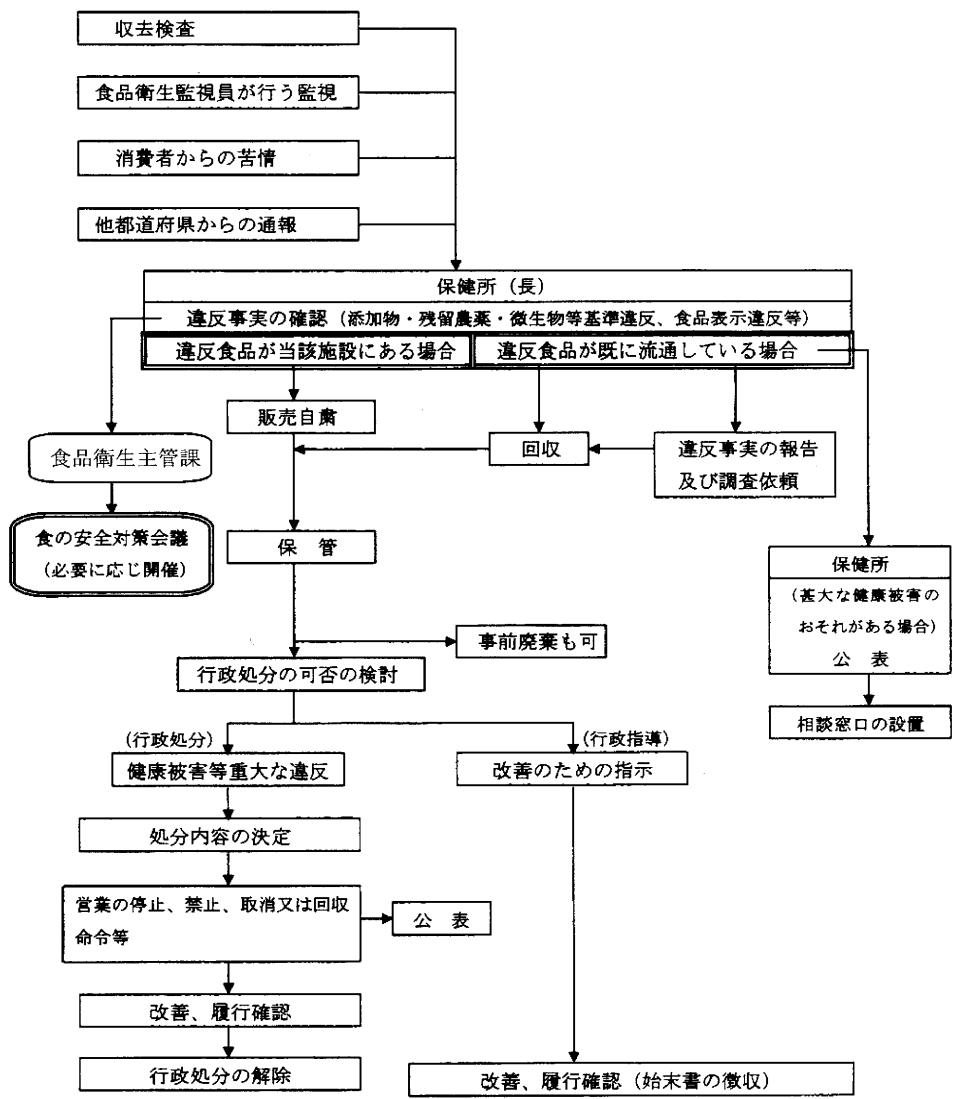 収去検査
食品衛生監視員が行う監視
消費者からの苦情
他都道府県からの通報
保健所（長）
違反事実の確認（添加物・残留農薬・微生物等基準違反、食品表示違反等）
違反食品が当該施設にある場合
違反食品が既に流通している場合
販売自粛
回収
違反事実の報告
及び調査依頼
食品衛生主管課
食の安全対策会議
（必要に応じ開催）
保　管
保健所
（甚大な健康被害の
おそれがある場合）
公　表
事前廃棄も可
行政処分の可否の検討
相談窓口の設置
（行政処分）
（行政指導）
健康被害等重大な違反
改善のための指示
処分内容の決定
営業の停止、禁止、取消又は回収
命令等
公　表
改善、履行確認
行政処分の解除
改善、履行確認（始末書の徴収）